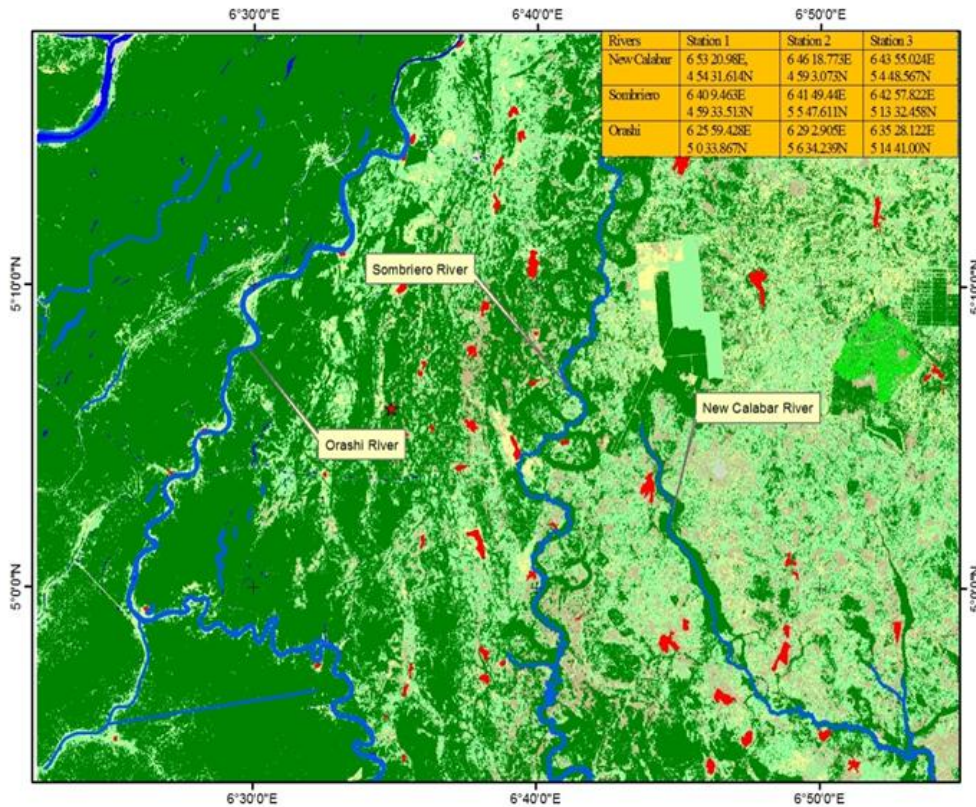 6°30'0"E 6°40'0"E 6°50'0"E
Rivers Station 1 Station 2 Station 3
New Calabar 6 53 20.98E, 6 46 18.773E 6 43 55.024E
4 54 31.614N 4 59 3.073N 5 4 48.567N
Sombriero 6 40 9.463E 6 41 49.44E 6 42 57.822E
4 59 33.513N 5 5 47.611N 5 13 32.458N
Orashi 6 25 59.428E 6 29 2.905E 6 35 28.122E
5 0 33.867N 5 6 34.239N 5 14 41.00N
Sombriero River
5°10'0"N 5°10'0"N
New Calabar River
Orashi River
5°0'0"N 5°0'0"N
6°30'0"E 6°40'0"E 6°50'0"E